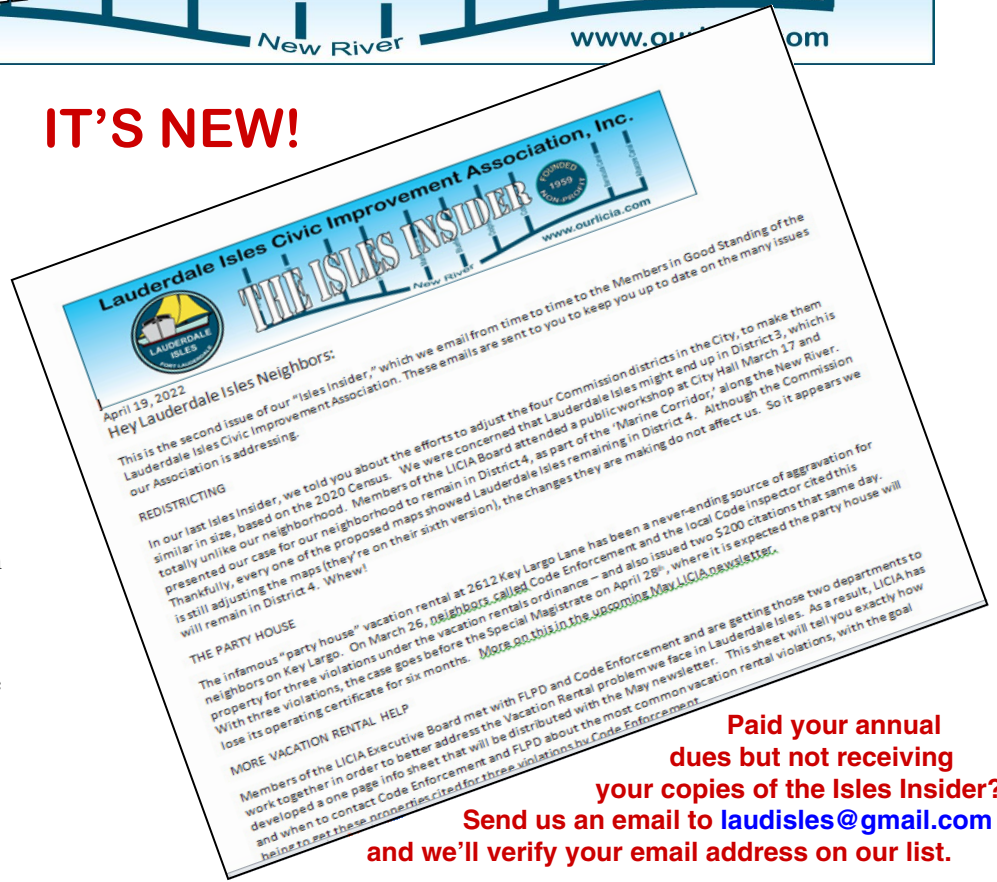 New River
www.ou
om
IT'S NEW!
Lauderdale Isles Civic Improvement Association, Inc.
THE ISLES INSIDER
FOUNDED
1959
NON-PROFIT
LAUDERDALE
ISLES
FORT LAUDERDALE
New River
www.ourlicia.com
April 19, 2022
Hey Lauderdale Isles Neighbors:
This is the second issue of our "Isles Insider," which we email from time to time to the Members in Good Standing of the
Lauderdale Isles Civic Improvement Association. These emails are sent to you to keep you up to date on the many issues
our Association is addressing.
REDISTRICTING
In our last Isles Insider, we told you about the efforts to adjust the four Commission districts in the City, to make them
similar in size, based on the 2020 Census. We were concerned that Lauderdale Isles might end up in District 3, which is
totally unlike our neighborhood. Members of the LICIA Board attended a public workshop at City Hall March 17 and
presented our case for our neighborhood to remain in District 4, as part of the 'Marine Corridor,' along the New River.
Thankfully, every one of the proposed maps showed Lauderdale Isles remaining in District 4. Although the Commission
is still adjusting the maps (they're on their sixth version), the changes they are making do not affect us. So it appears we
will remain in District 4. Whew!
THE PARTY HOUSE
The infamous "party house" vacation rental at 2612 Key Largo Lane has been a never-ending source of aggravation for
neighbors on Key Largo. On March 26, neighbors called Code Enforcement and the local Code inspector cited this
property for three violations under the vacation rentals ordinance – and also issued two $200 citations that same day.
With three violations, the case goes before the Special Magistrate on April 28th, where it is expected the party house will
lose its operating certificate for six months. More on this in the upcoming May LICIA newsletter.
MORE VACATION RENTAL HELP
Members of the LICIA Executive Board met with FLPD and Code Enforcement and are getting those two departments to
work together in order to better address the Vacation Rental problem we face in Lauderdale Isles. As a result, LICIA has
developed a one page info sheet that will be distributed with the May newsletter. This sheet will tell you exactly how
and when to contact Code Enforcement and FLPD about the most common vacation rental violations, with the goal
being to get these properties cited for three violations by Code Enforcement
Paid your annual
dues but not receiving
your copies of the Isles Insider?
Send us an email to laudisles@gmail.com
and we'll verify your email address on our list.